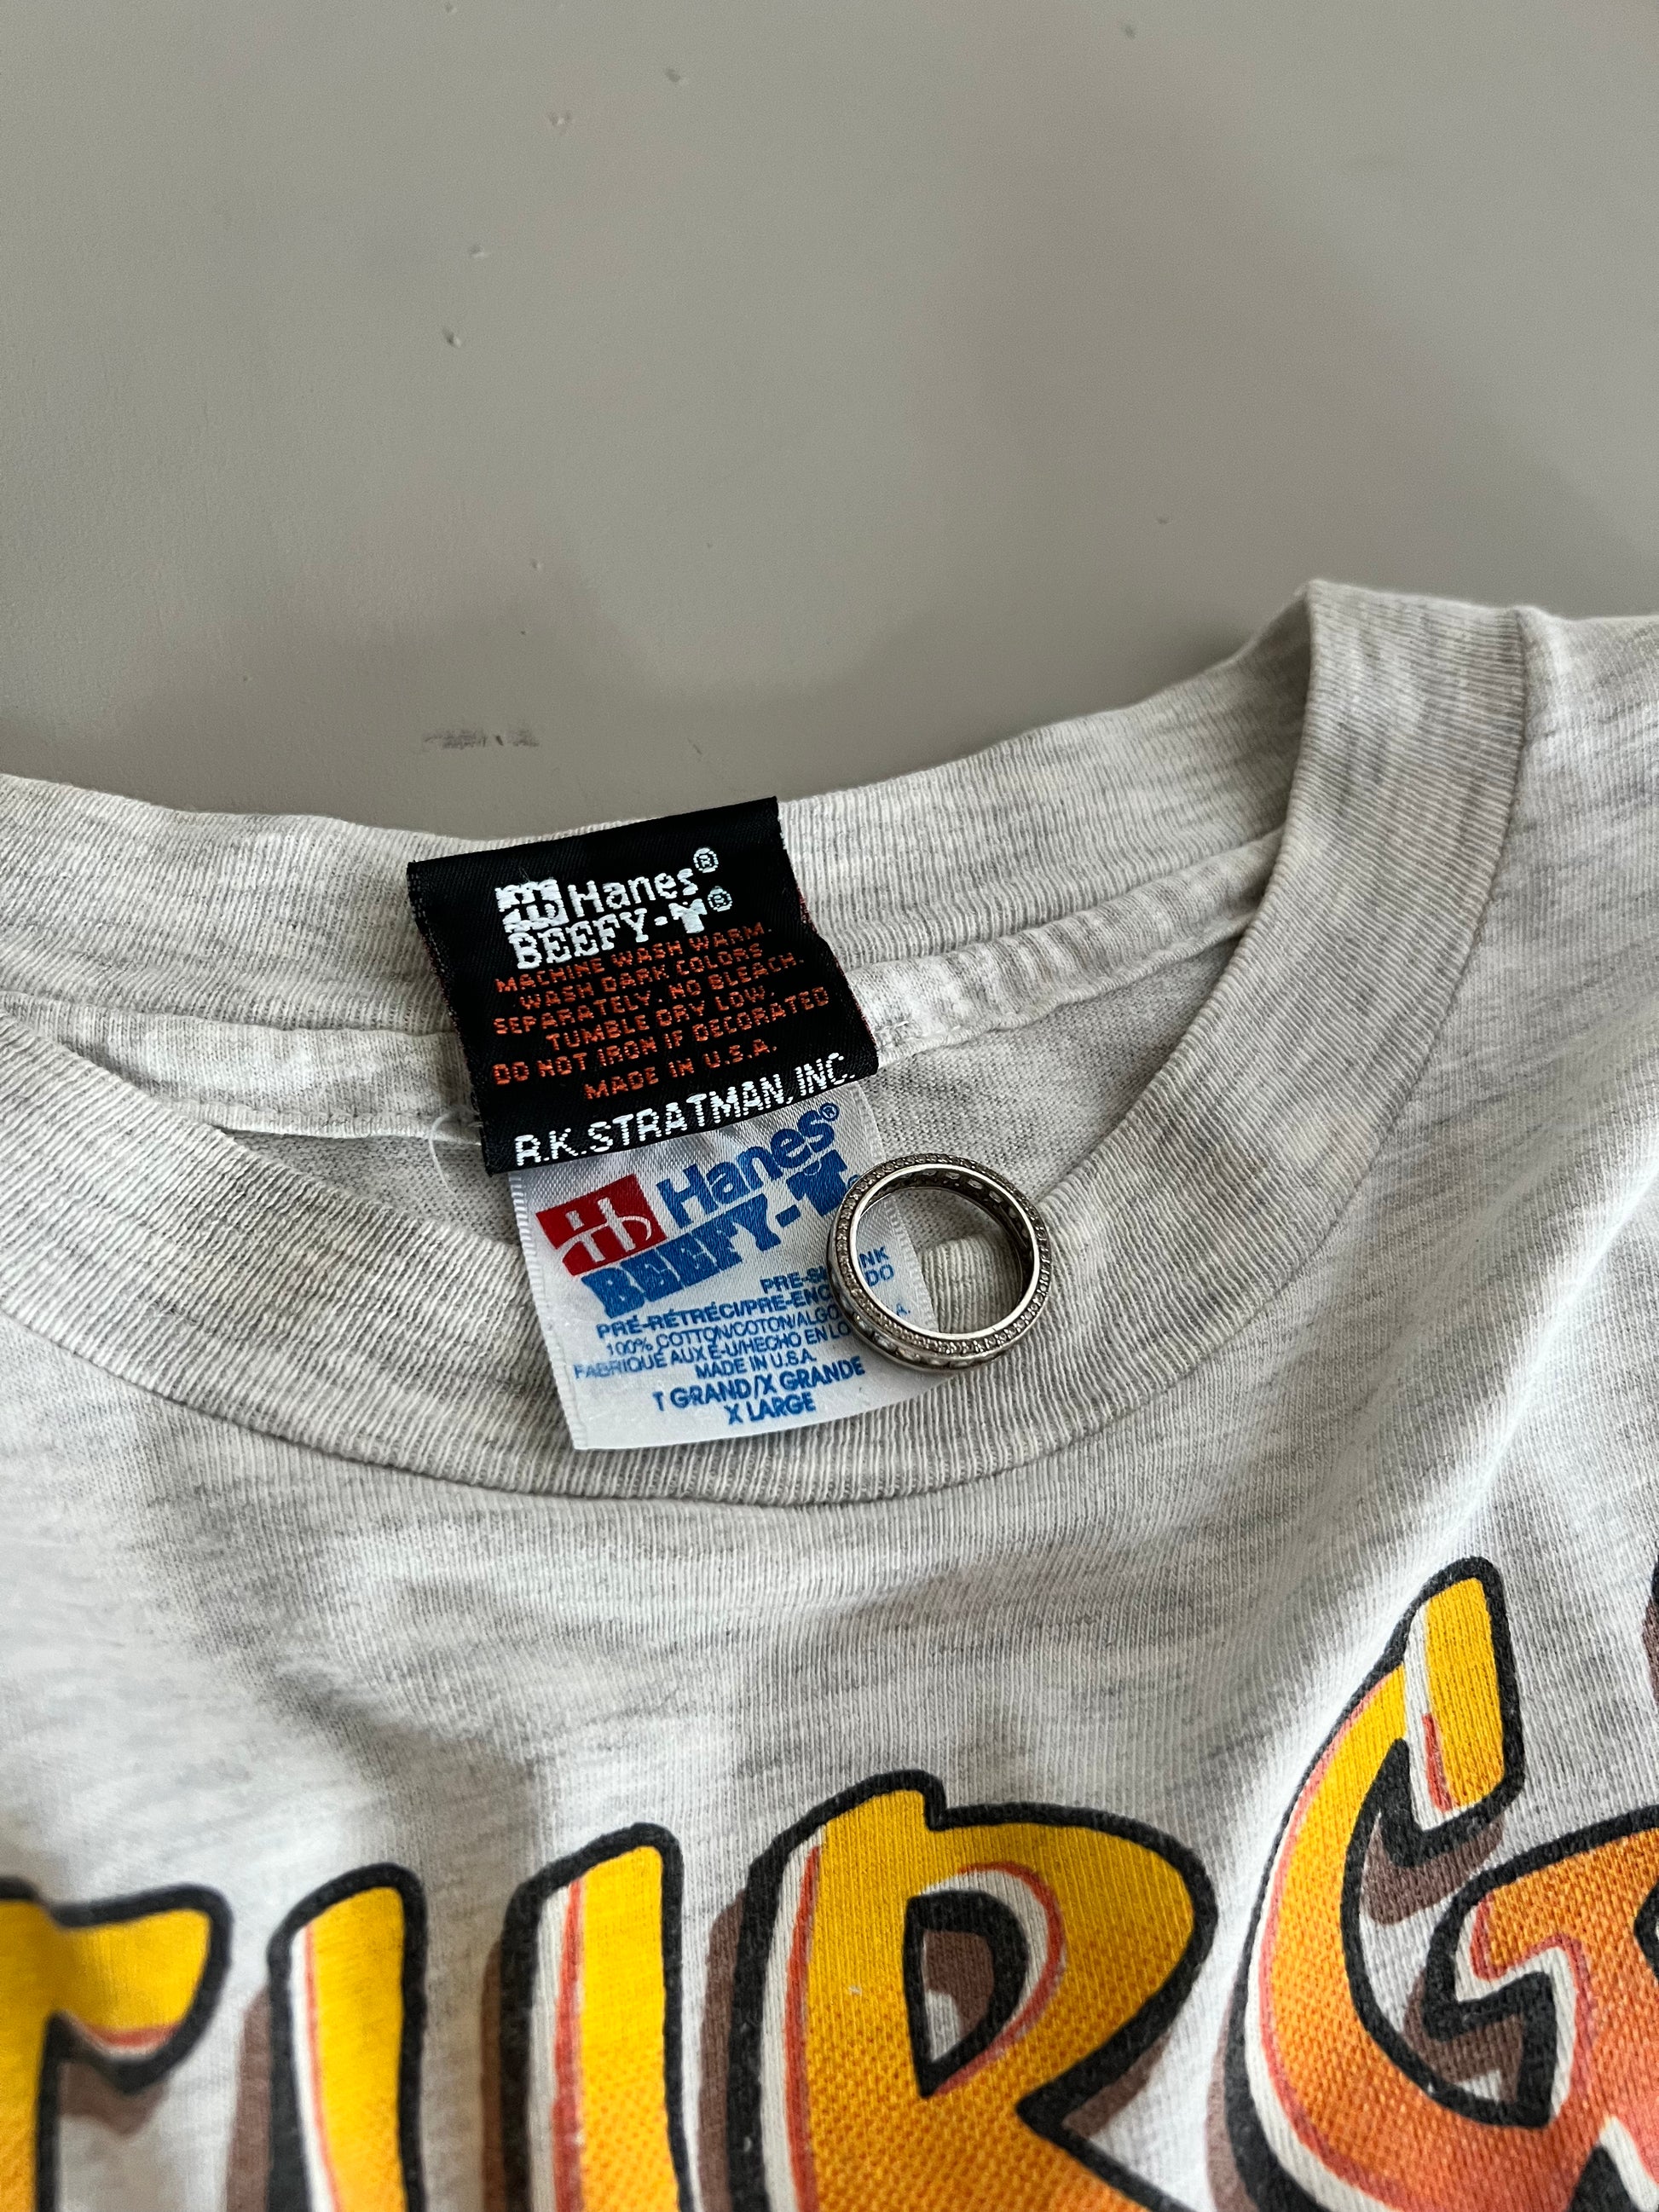 Hanes®
BEEFY-T®
MACHINE WASH WARM.
WASH DARK COLORS
SEPARATELY. NO BLEACH.
TUMBLE DRY LOW.
DO NOT IRON IF DECORATED
MADE IN U.S.A.
R.K. STRATMAN, INC.
Hanes®
BEEFY-T
PRÉ-RÉTRÉCI/PRE-ENC
100% COTTON/COTON/ALGO
FABRIQUÉ AUX É-U/HECHO EN LO
MADE IN U.S.A.
T GRAND/X GRANDE
X LARGE
TURG